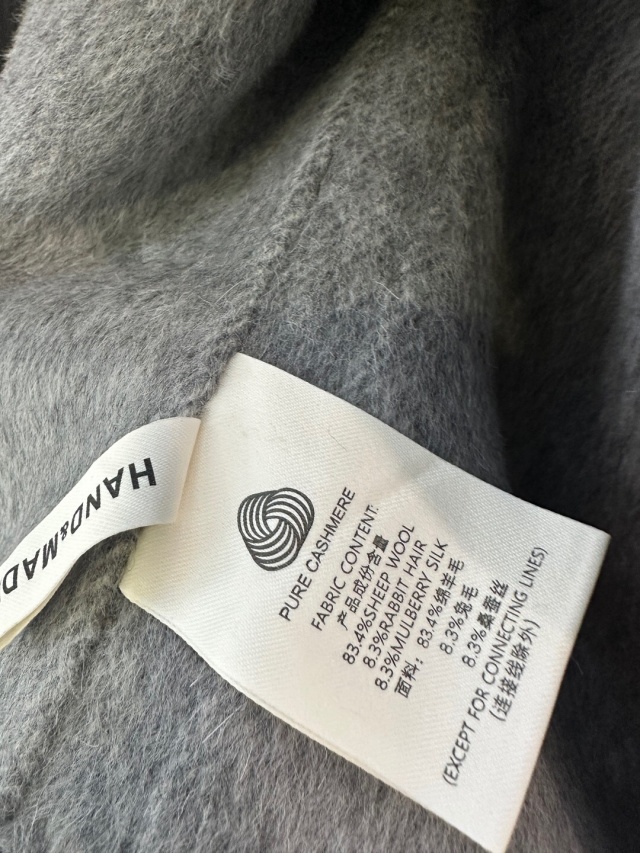 HAND&MAD
PURE CASHMERE
FABRIC CONTENT:
产品成份含量
83.4%SHEEP WOOL
8.3%RABBIT HAIR
8.3%MULBERRY SILK
面料：83.4%绵羊毛
8.3%兔毛
8.3%桑蚕丝
(EXCEPT FOR CONNECTING LINES)
(连接线除外)